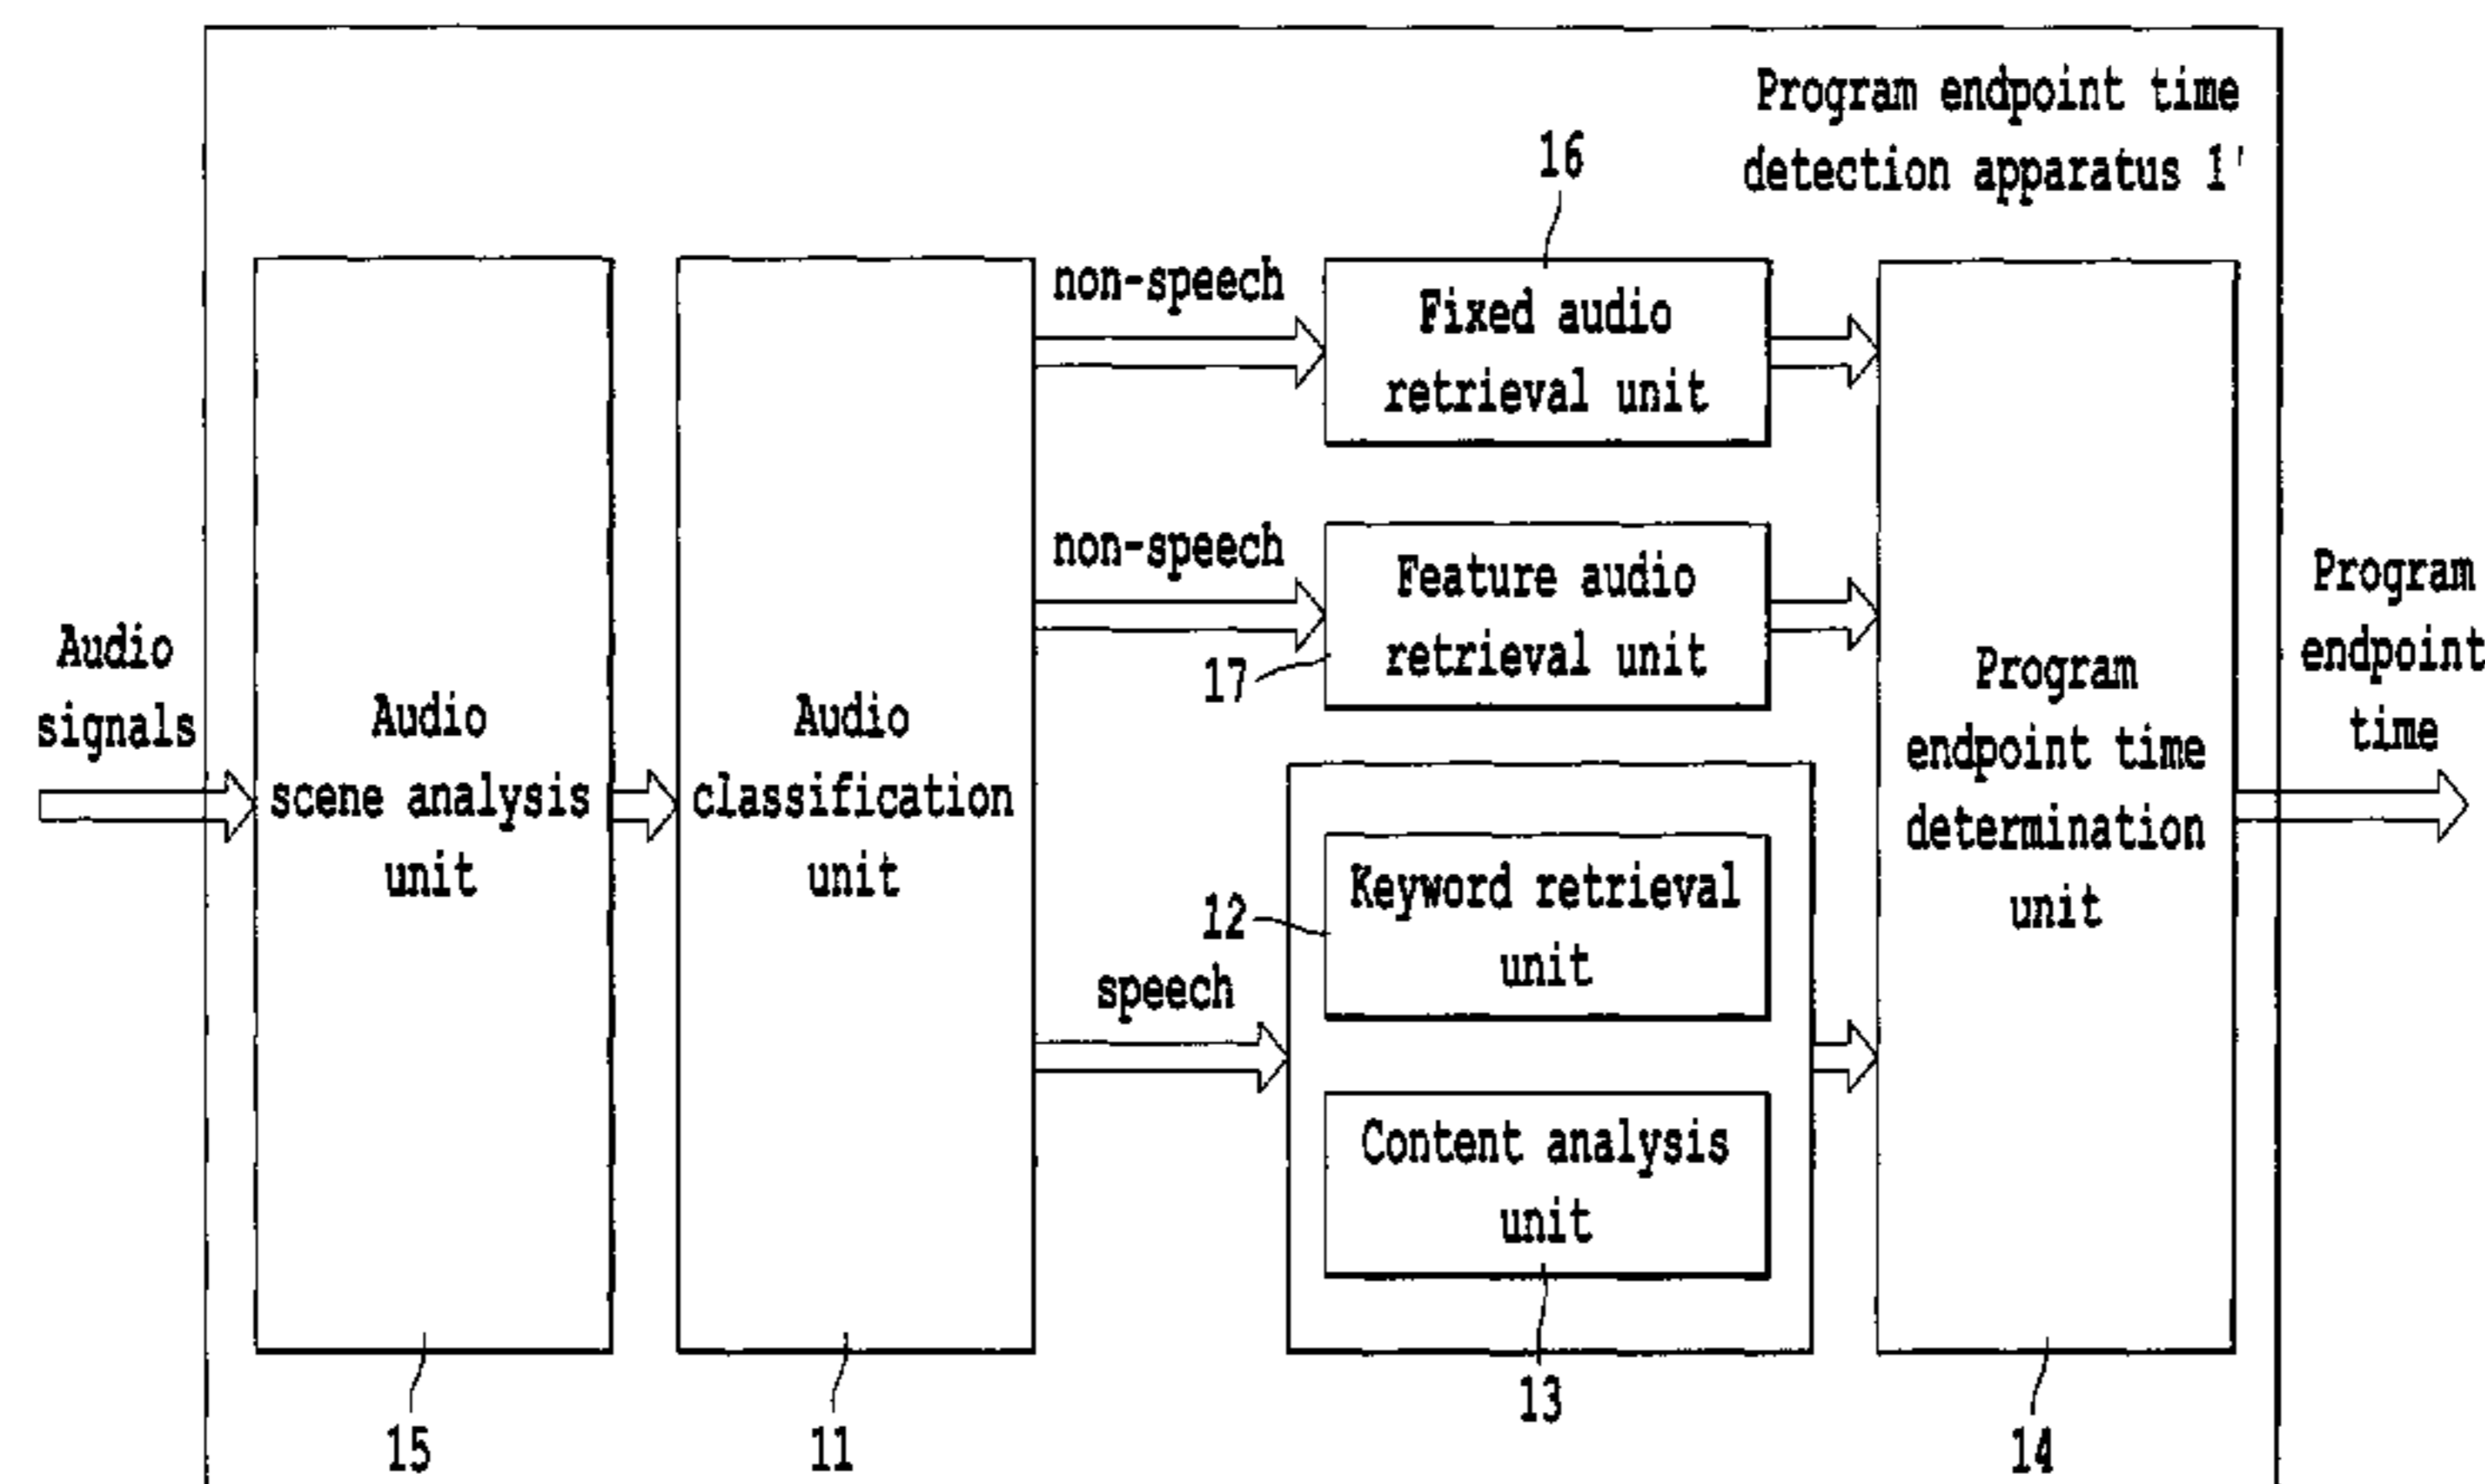 Program endpoint time
detection apparatus 1'
16
non-speech
Fixed audio
retrieval unit
non-speech
Feature audio
retrieval unit
17
Audio
signals
Audio
scene analysis
unit
Audio
classification
unit
Program
endpoint time
determination
unit
Program
endpoint
time
12
Keyword retrieval
unit
speech
Content analysis
unit
13
15
11
14